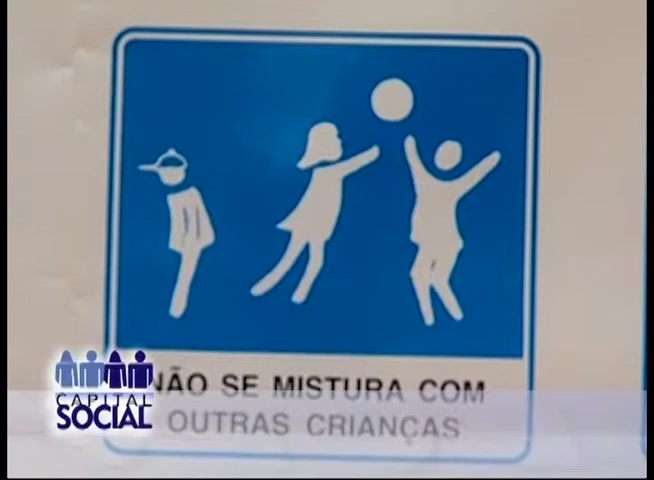 NÃO SE MISTURA COM
OUTRAS CRIANÇAS
CAPITAL
SOCIAL